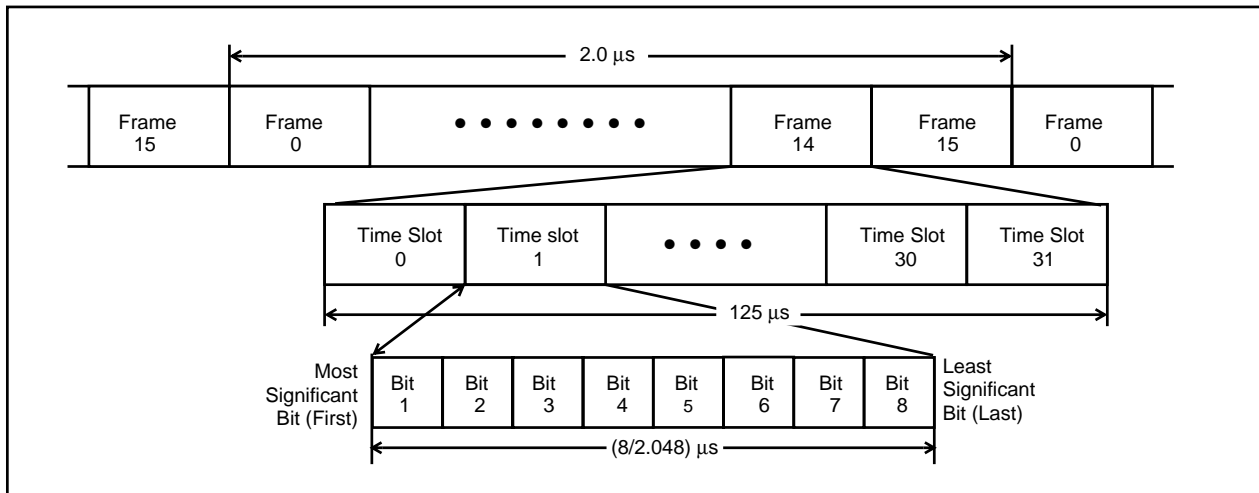 2.0 µs
Frame
15
Frame
0
Frame
14
Frame
15
Frame
0
Time Slot
0
Time slot
1
Time Slot
30
Time Slot
31
125 µs
Most
Significant
Bit (First)
Bit
1
Bit
2
Bit
3
Bit
4
Bit
5
Bit
6
Bit
7
Bit
8
Least
Significant
Bit (Last)
(8/2.048) µs